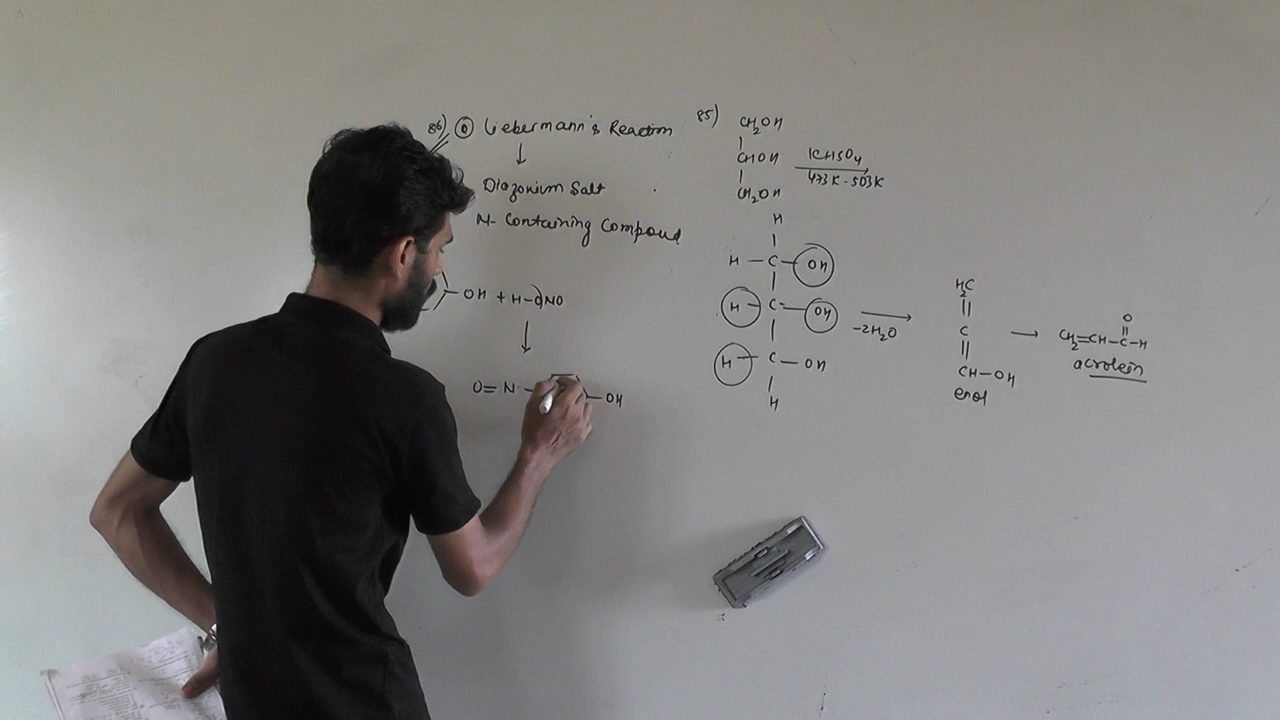 86) D Liebermann's Reaction
↓
Diazonium Salt
N- Containing Compound
-OH + H-O NO
↓
O=N- -OH
85) CH2OH
|
CHOH KHSO4
| 473K-503K
CH2OH
H
|
H-C-OH
|
H-C-OH → -2H2O
|
H-C-OH
|
H
H2C
||
C
||
CH-OH
enol
→
O
||
CH2=CH-C-H
acrolein